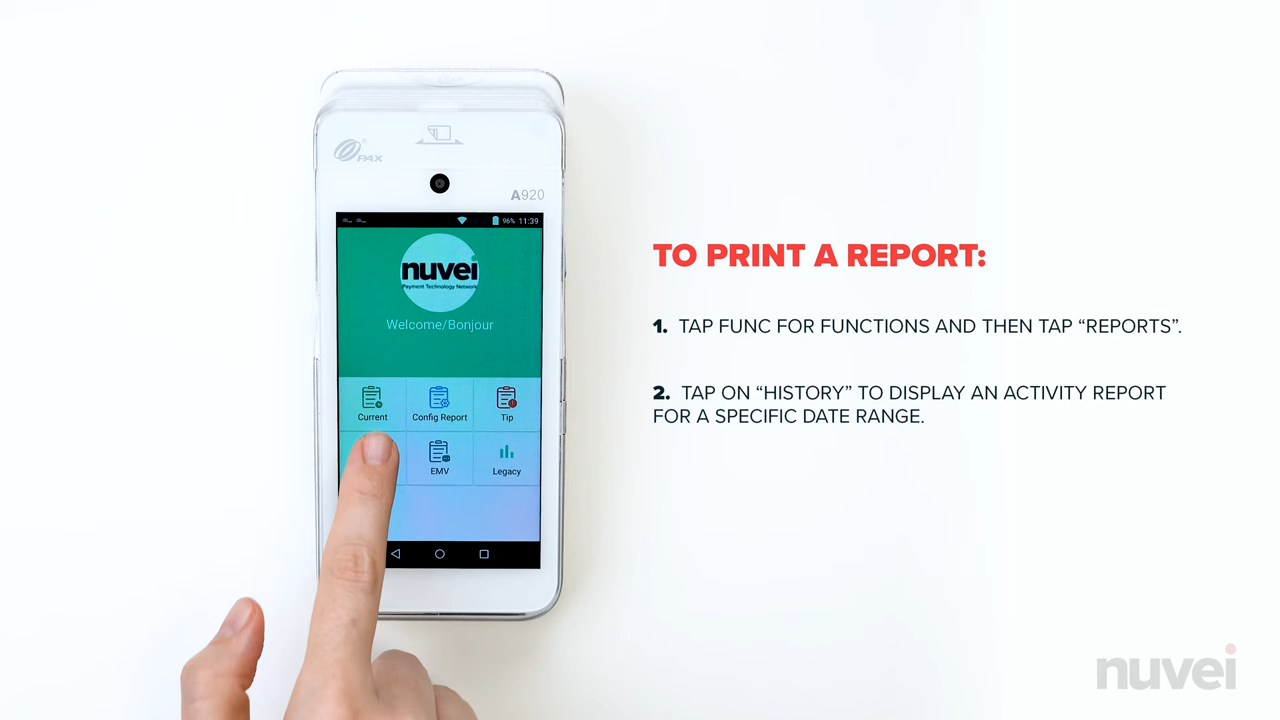 PAX
A920
96% 11:39
nuvei
Payment Technology Network
Welcome/Bonjour
Current
Config Report
Tip
EMV
Legacy
TO PRINT A REPORT:
1. TAP FUNC FOR FUNCTIONS AND THEN TAP “REPORTS”.
2. TAP ON “HISTORY” TO DISPLAY AN ACTIVITY REPORT
FOR A SPECIFIC DATE RANGE.
nuvei